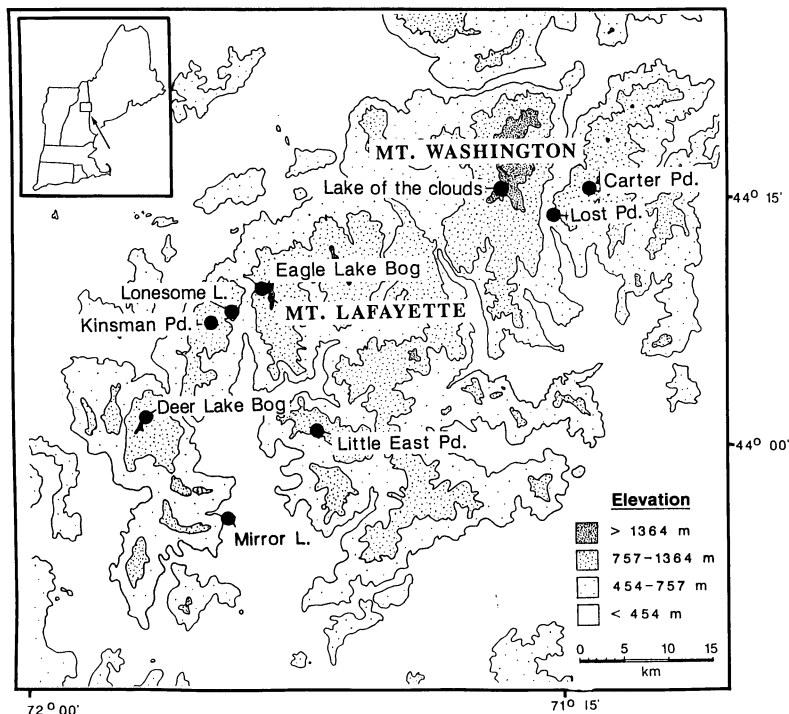 MT. WASHINGTON
Lake of the clouds
Carter Pd.
Lost Pd.
44° 15'
Eagle Lake Bog
Lonesome L.
MT. LAFAYETTE
Kinsman Pd.
Deer Lake Bog
Little East Pd.
44° 00'
Mirror L.
Elevation
> 1364 m
757-1364 m
454-757 m
< 454 m
0 5 10 15
km
72° 00'
71° 15'